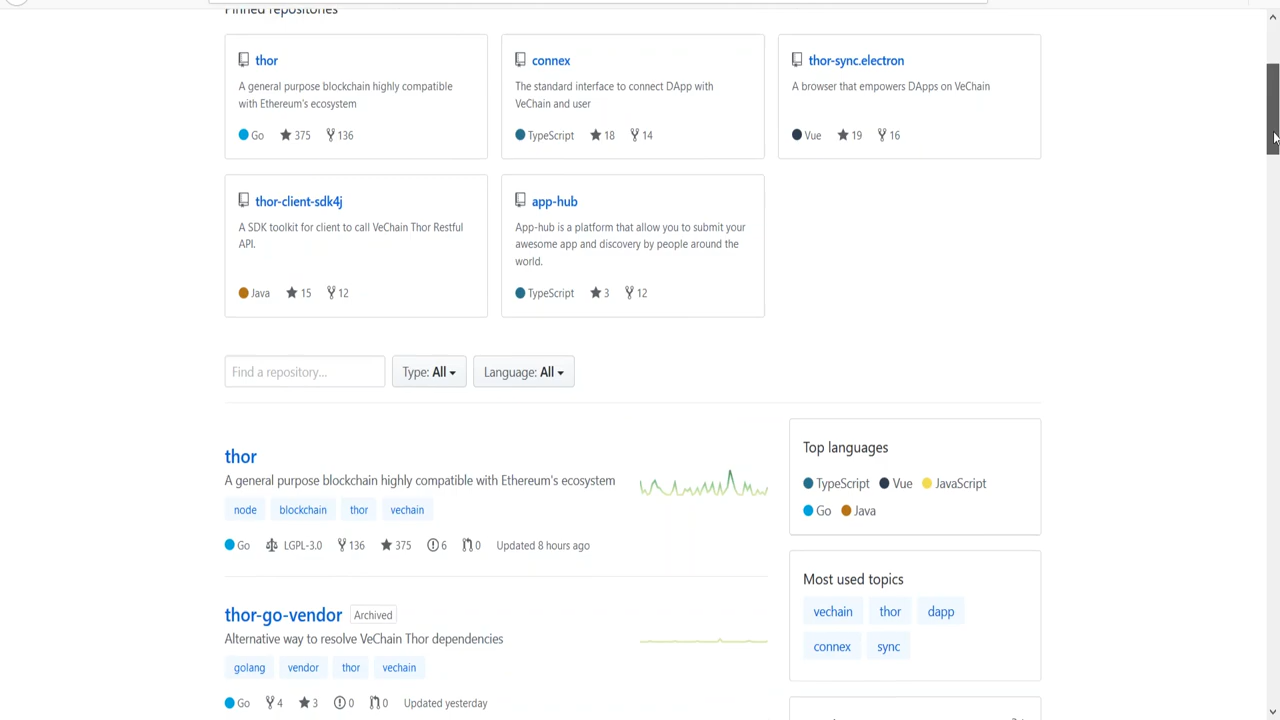 Pinned repositories
thor
A general purpose blockchain highly compatible
with Ethereum's ecosystem
Go 375 136
connex
The standard interface to connect DApp with
VeChain and user
TypeScript 18 14
thor-sync.electron
A browser that empowers DApps on VeChain
Vue 19 16
thor-client-sdk4j
A SDK toolkit for client to call VeChain Thor Restful
API.
Java 15 12
app-hub
App-hub is a platform that allow you to submit your
awesome app and discovery by people around the
world.
TypeScript 3 12
Find a repository...
Type: All
Language: All
thor
A general purpose blockchain highly compatible with Ethereum's ecosystem
node blockchain thor vechain
Go LGPL-3.0 136 375 6 0 Updated 8 hours ago
thor-go-vendor Archived
Alternative way to resolve VeChain Thor dependencies
golang vendor thor vechain
Go 4 3 0 0 Updated yesterday
Top languages
TypeScript Vue JavaScript
Go Java
Most used topics
vechain thor dapp
connex sync